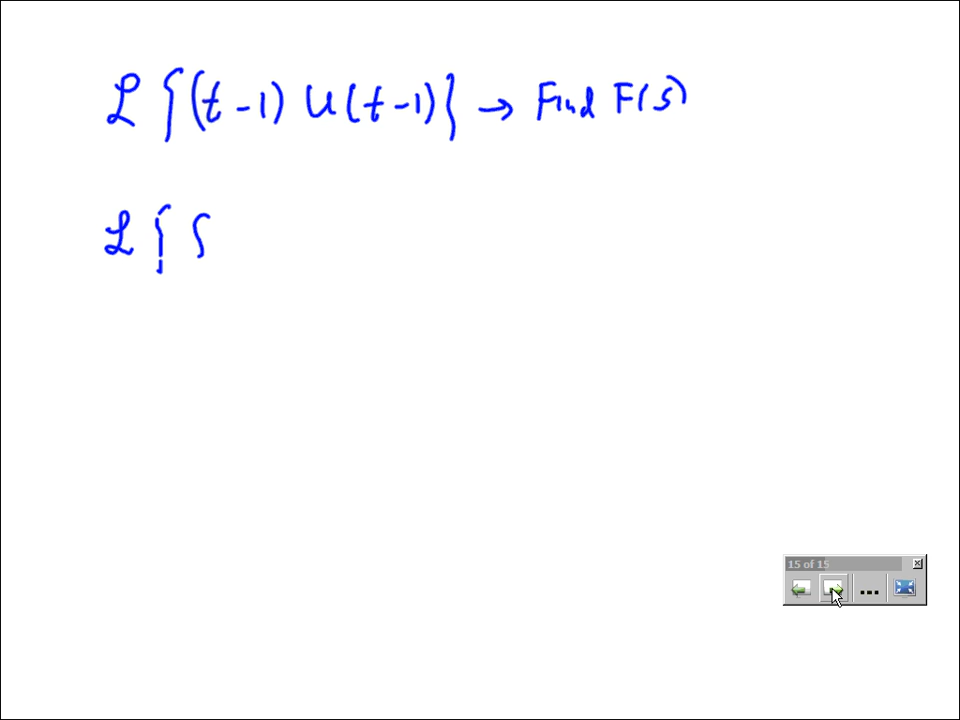 ℒ {(t-1) u(t-1)} → Find F(s)
ℒ { {
15 of 15
...